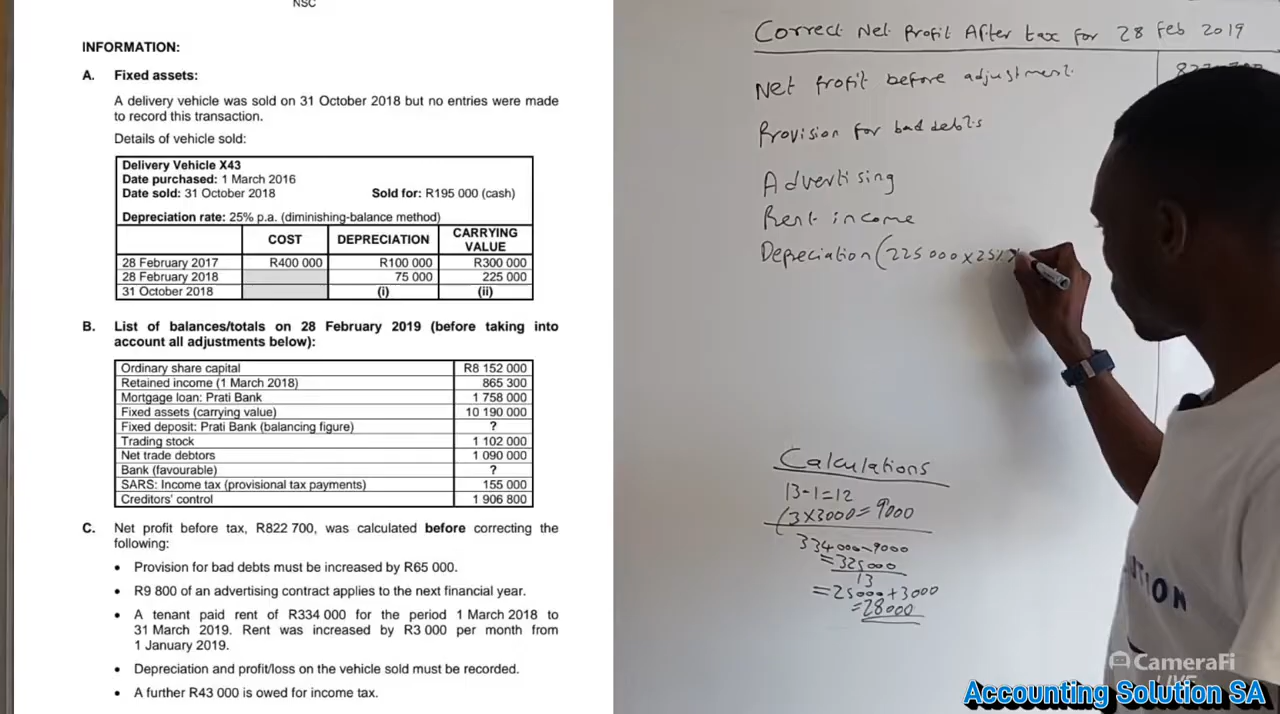 NSC
INFORMATION:
A. Fixed assets:
A delivery vehicle was sold on 31 October 2018 but no entries were made
to record this transaction.
Details of vehicle sold:
Delivery Vehicle X43
Date purchased: 1 March 2016
Date sold: 31 October 2018 Sold for: R195 000 (cash)
Depreciation rate: 25% p.a. (diminishing-balance method)
COST DEPRECIATION CARRYING VALUE
28 February 2017 R400 000 R100 000 R300 000
28 February 2018 75 000 225 000
31 October 2018 (i) (ii)
B. List of balances/totals on 28 February 2019 (before taking into
account all adjustments below):
Ordinary share capital R8 152 000
Retained income (1 March 2018) 865 300
Mortgage loan: Prati Bank 1 758 000
Fixed assets (carrying value) 10 190 000
Fixed deposit: Prati Bank (balancing figure) ?
Trading stock 1 102 000
Net trade debtors 1 090 000
Bank (favourable) ?
SARS: Income tax (provisional tax payments) 155 000
Creditors' control 1 906 800
C. Net profit before tax, R822 700, was calculated before correcting the
following:
• Provision for bad debts must be increased by R65 000.
• R9 800 of an advertising contract applies to the next financial year.
• A tenant paid rent of R334 000 for the period 1 March 2018 to
31 March 2019. Rent was increased by R3 000 per month from
1 January 2019.
• Depreciation and profit/loss on the vehicle sold must be recorded.
• A further R43 000 is owed for income tax.
Correct Net Profit After tax for 28 Feb 2019
Net profit before adjustment
Provision for bad debts
Advertising
Rent income
Depreciation (225 000 x 25% x
Calculations
13-1=12
(3x3000= 9000
334000-9000
= 325000
13
= 25000+3000
= 28000
CameraFi
LIVE
Accounting Solution SA